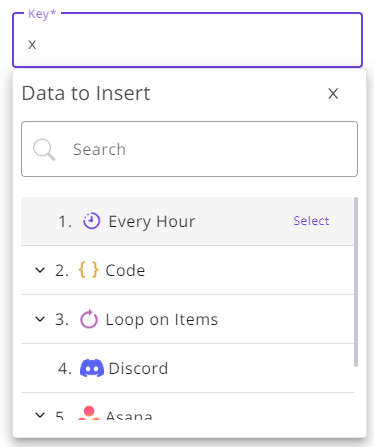 Key*
x
Data to Insert X
Search
1. Every Hour Select
2. { } Code
3. Loop on Items
4. Discord
5. Asana